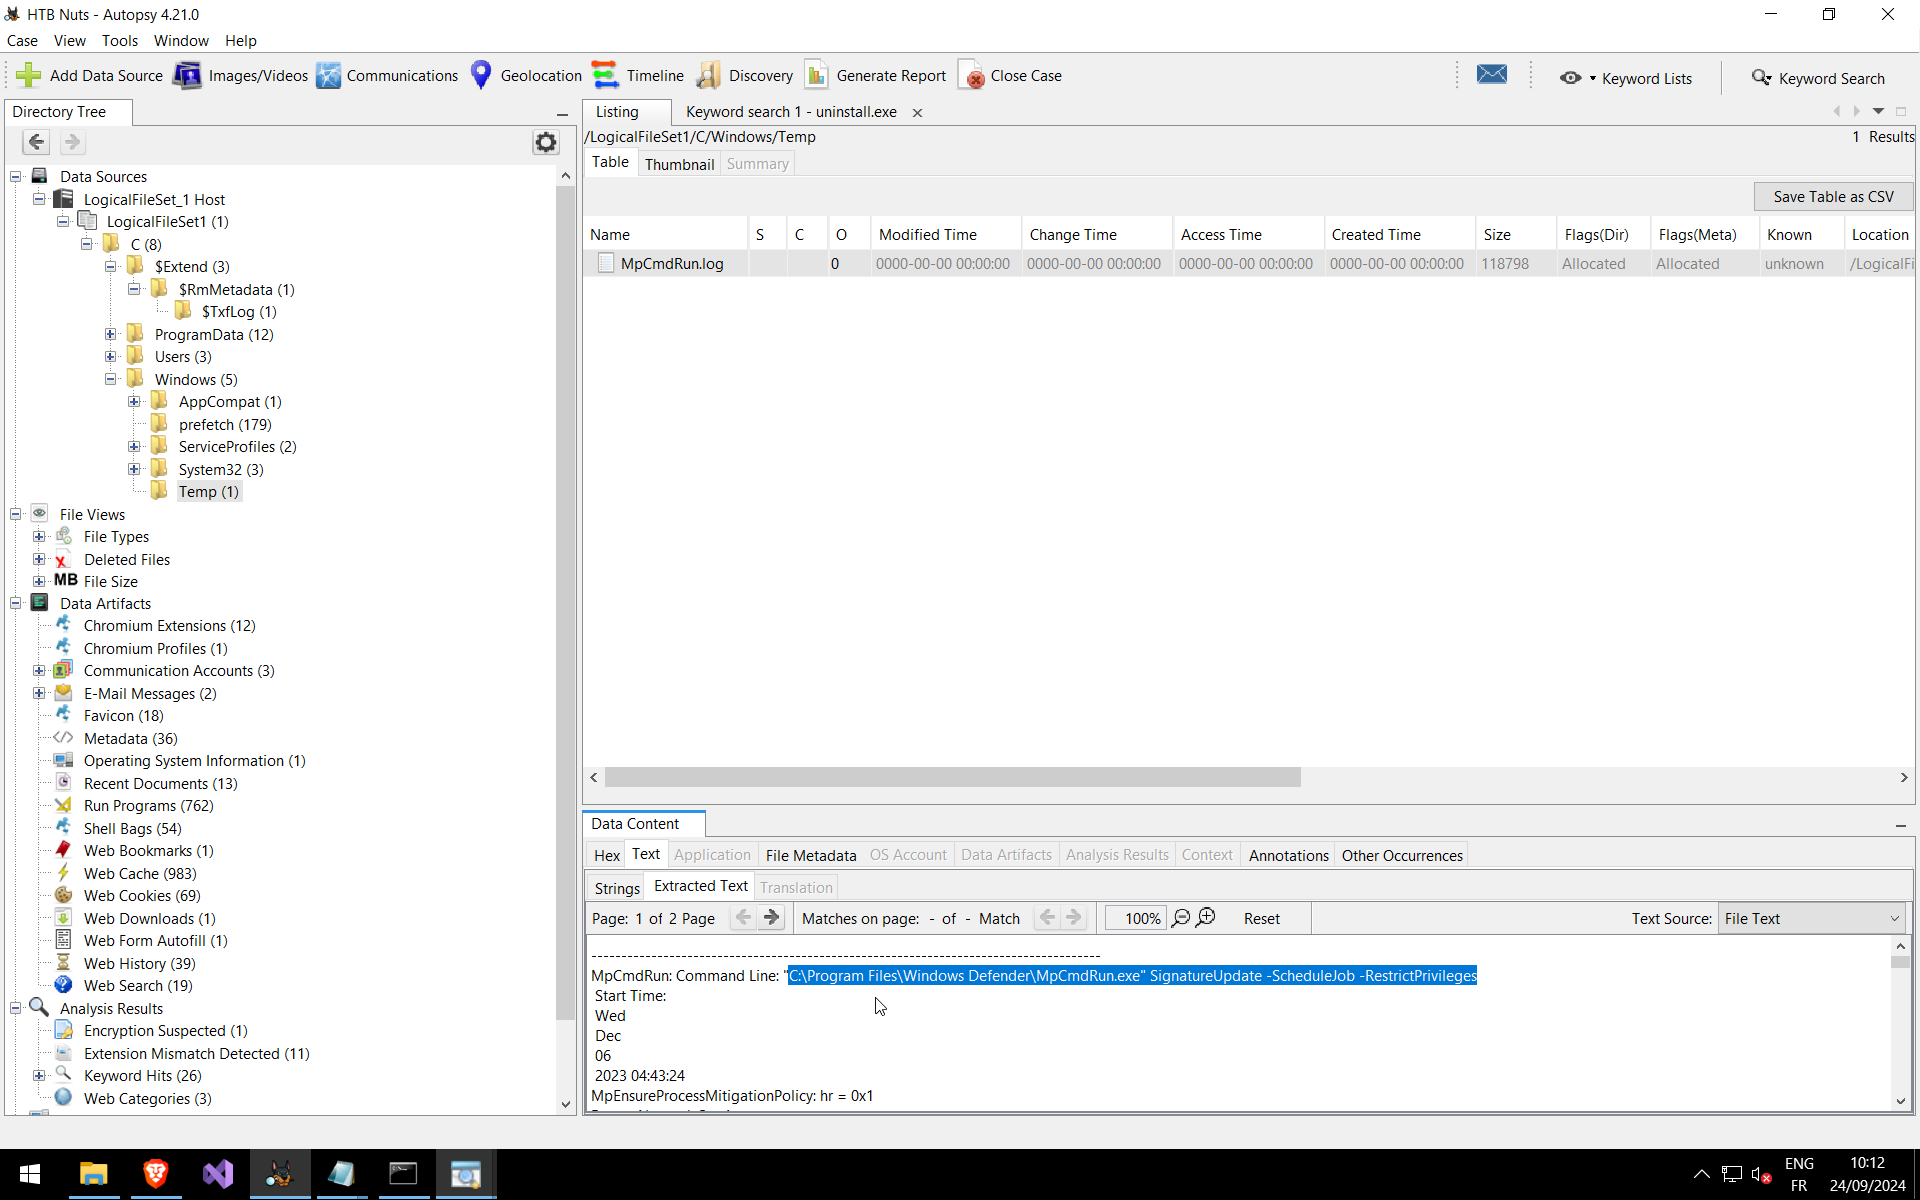 HTB Nuts - Autopsy 4.21.0
Case View Tools Window Help
Add Data Source Images/Videos Communications Geolocation Timeline Discovery Generate Report Close Case Keyword Lists Keyword Search
Directory Tree
Listing Keyword search 1 - uninstall.exe
/LogicalFileSet1/C/Windows/Temp 1 Results
Table Thumbnail Summary
Save Table as CSV
Name S C O Modified Time Change Time Access Time Created Time Size Flags(Dir) Flags(Meta) Known Location
MpCmdRun.log 0 0000-00-00 00:00:00 0000-00-00 00:00:00 0000-00-00 00:00:00 0000-00-00 00:00:00 118798 Allocated Allocated unknown /LogicalFi
Data Sources
LogicalFileSet_1 Host
LogicalFileSet1 (1)
C (8)
$Extend (3)
$RmMetadata (1)
$TxfLog (1)
ProgramData (12)
Users (3)
Windows (5)
AppCompat (1)
prefetch (179)
ServiceProfiles (2)
System32 (3)
Temp (1)
File Views
File Types
Deleted Files
MB File Size
Data Artifacts
Chromium Extensions (12)
Chromium Profiles (1)
Communication Accounts (3)
E-Mail Messages (2)
Favicon (18)
Metadata (36)
Operating System Information (1)
Recent Documents (13)
Run Programs (762)
Shell Bags (54)
Web Bookmarks (1)
Web Cache (983)
Web Cookies (69)
Web Downloads (1)
Web Form Autofill (1)
Web History (39)
Web Search (19)
Analysis Results
Encryption Suspected (1)
Extension Mismatch Detected (11)
Keyword Hits (26)
Web Categories (3)
Data Content
Hex Text Application File Metadata OS Account Data Artifacts Analysis Results Context Annotations Other Occurrences
Strings Extracted Text Translation
Page: 1 of 2 Page Matches on page: - of - Match 100% Reset Text Source: File Text
-------------------------------------------------------------------------------------
MpCmdRun: Command Line: "C:\Program Files\Windows Defender\MpCmdRun.exe" SignatureUpdate -ScheduleJob -RestrictPrivileges
Start Time:
Wed
Dec
06
2023 04:43:24
MpEnsureProcessMitigationPolicy: hr = 0x1
ENG
FR
10:12
24/09/2024